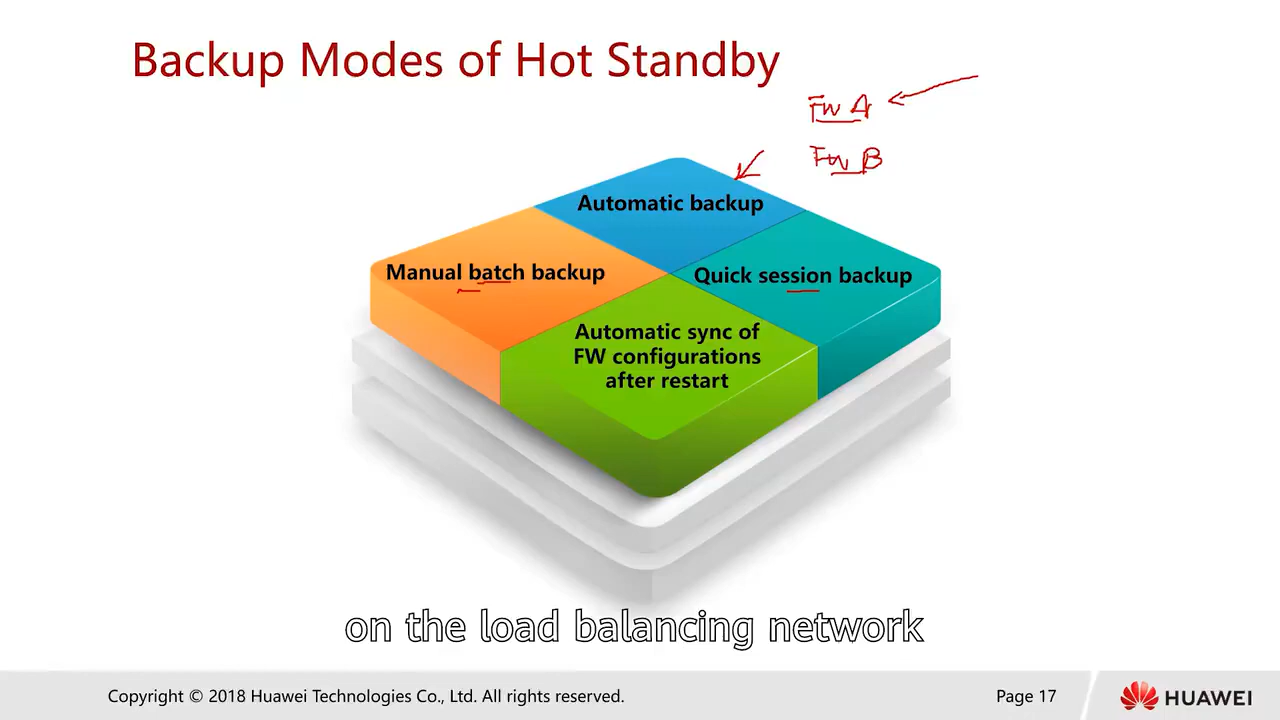 Backup Modes of Hot Standby
FW A
FW B
Automatic backup
Manual batch backup
Quick session backup
Automatic sync of
FW configurations
after restart
on the load balancing network
Copyright © 2018 Huawei Technologies Co., Ltd. All rights reserved.
Page 17
HUAWEI